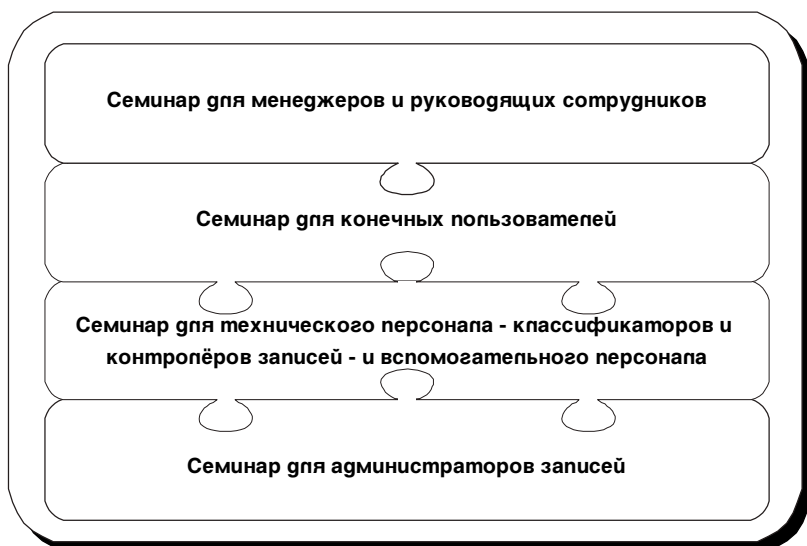 Семинар для менеджеров и руководящих сотрудников
Семинар для конечных пользователей
Семинар для технического персонала - классификаторов и
контролёров записей - и вспомогательного персонала
Семинар для администраторов записей